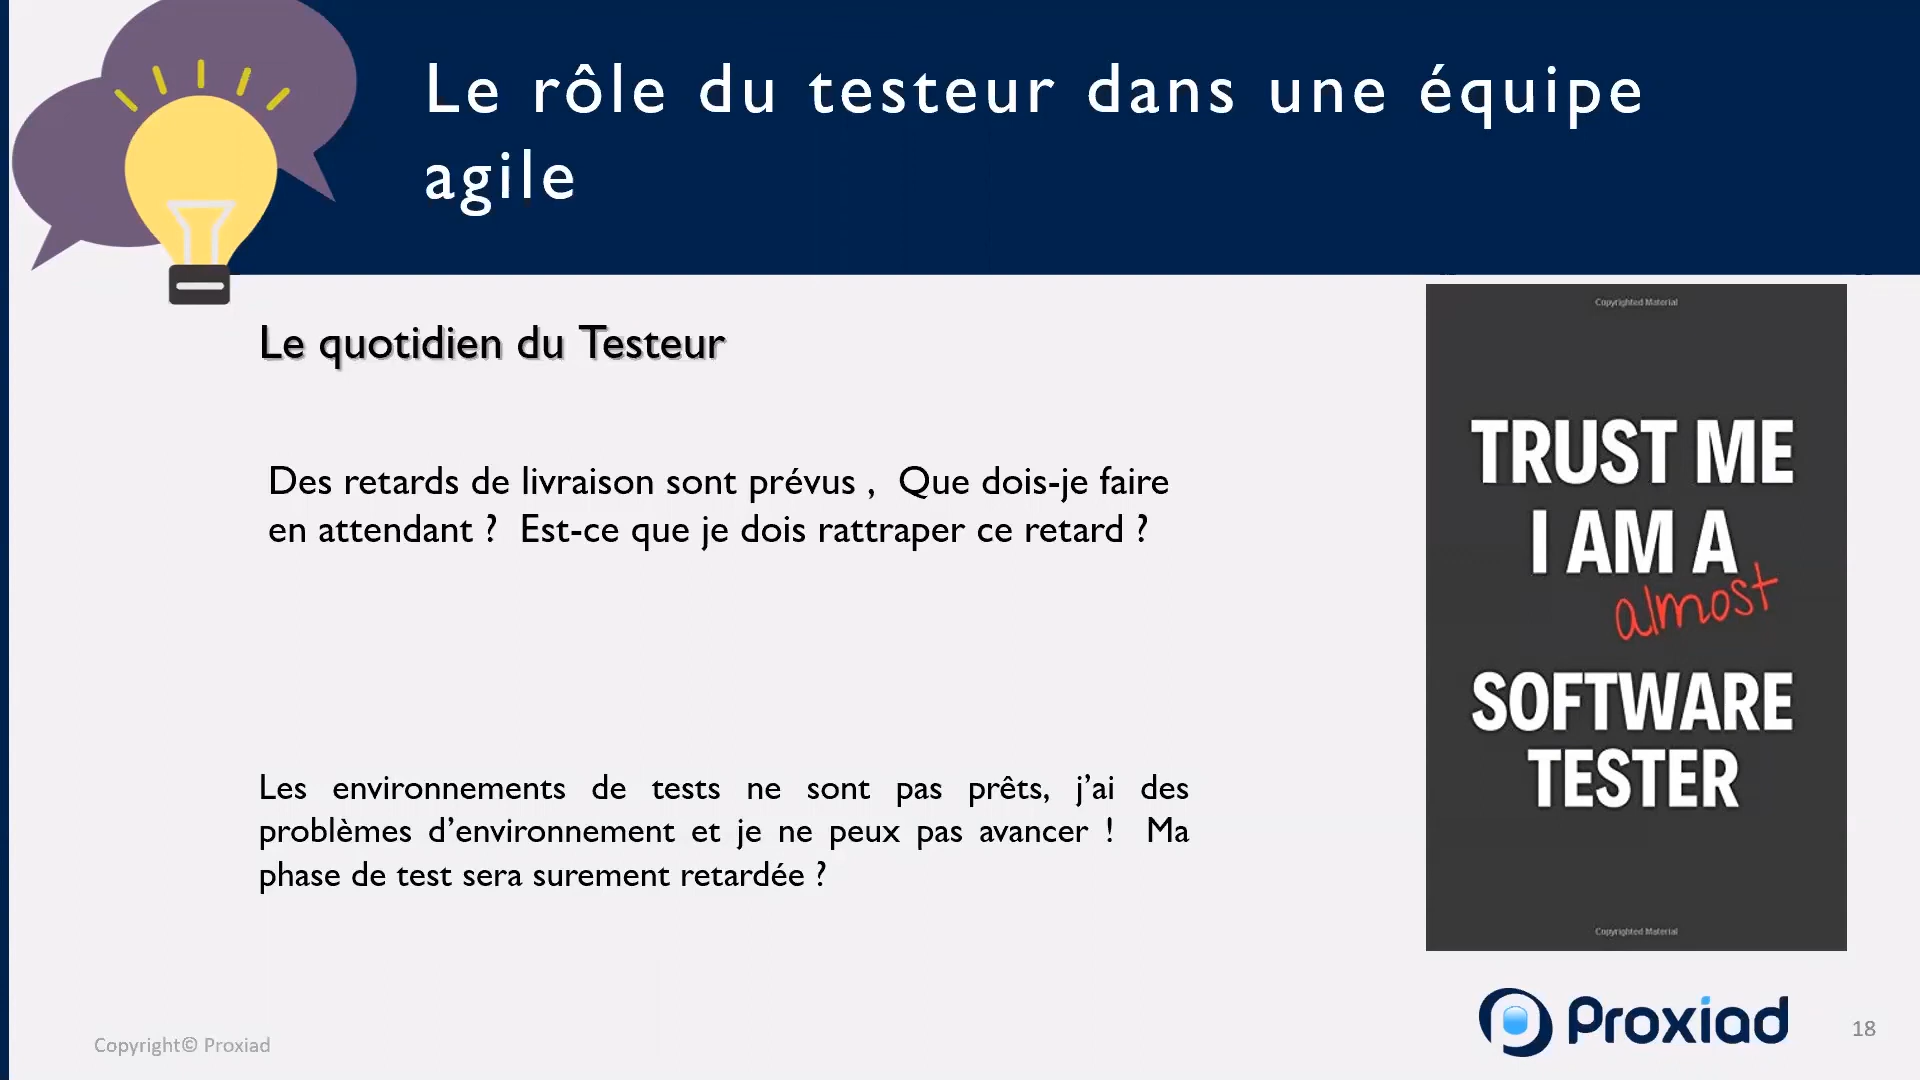 Le rôle du testeur dans une équipe
agile
Le quotidien du Testeur
Des retards de livraison sont prévus , Que dois-je faire
en attendant ? Est-ce que je dois rattraper ce retard ?
Les environnements de tests ne sont pas prêts, j’ai des
problèmes d’environnement et je ne peux pas avancer ! Ma
phase de test sera surement retardée ?
Copyrighted Material
TRUST ME
I AM A
almost
SOFTWARE
TESTER
Copyrighted Material
Proxiad
18
Copyright© Proxiad